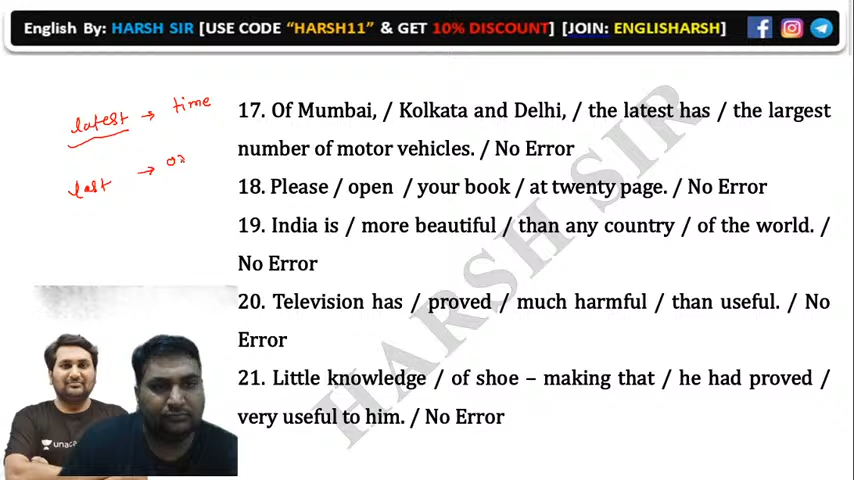 English By: HARSH SIR [USE CODE “HARSH11” & GET 10% DISCOUNT] [JOIN: ENGLISHARSH]
latest → time
last →
17. Of Mumbai, / Kolkata and Delhi, / the latest has / the largest
number of motor vehicles. / No Error
18. Please / open / your book / at twenty page. / No Error
19. India is / more beautiful / than any country / of the world. /
No Error
20. Television has / proved / much harmful / than useful. / No
Error
21. Little knowledge / of shoe – making that / he had proved /
very useful to him. / No Error
HARSH SIR